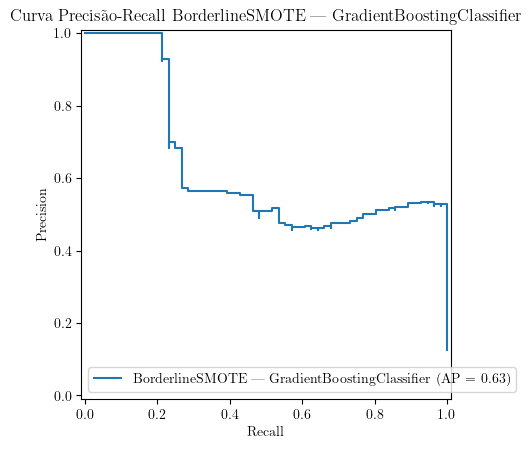 Curva Precisão-Recall BorderlineSMOTE — GradientBoostingClassifier
1.0
0.8
0.6
0.4
0.2
0.0
Precision
BorderlineSMOTE — GradientBoostingClassifier (AP = 0.63)
0.0 0.2 0.4 0.6 0.8 1.0
Recall